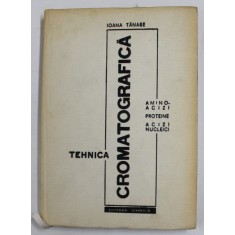 IOANA TĂNASE
TEHNICA
CROMATOGRAFICĂ
AMINO-
ACIZI
PROTEINE
ACIZI
NUCLEICI